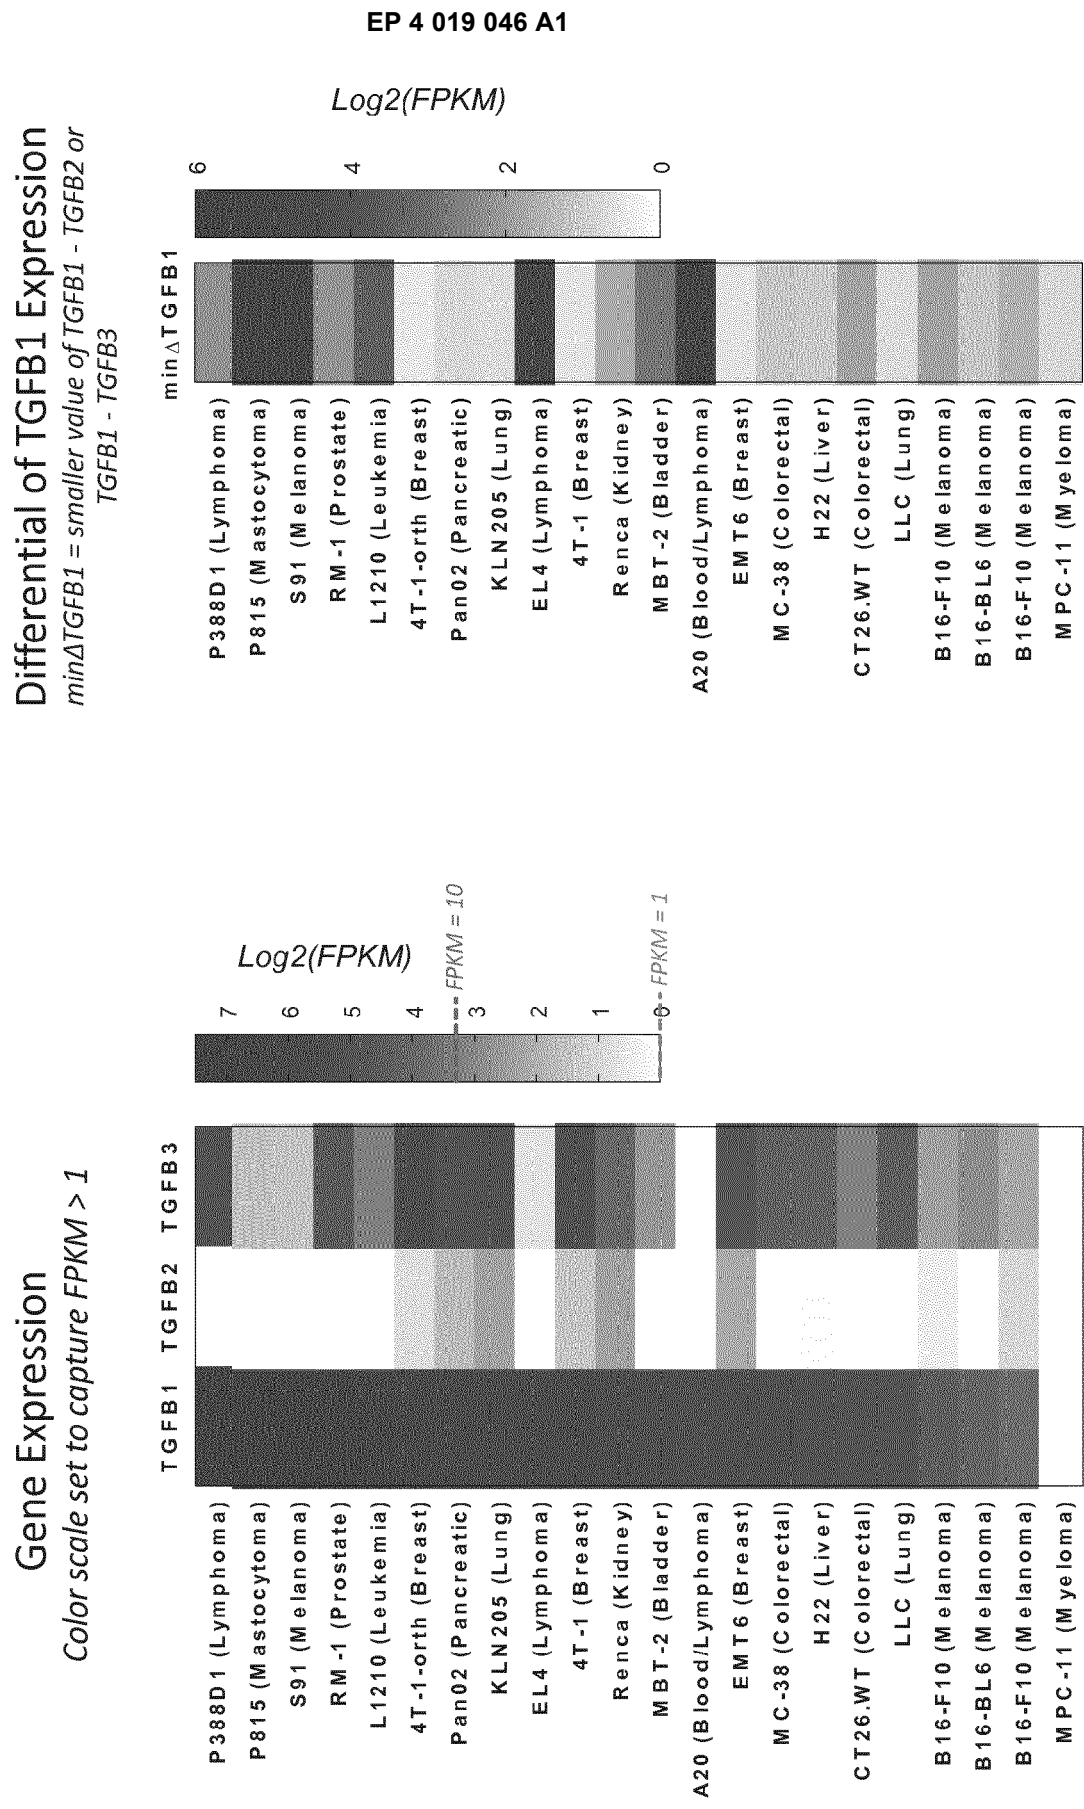 EP 4 019 046 A1
Gene Expression
Color scale set to capture FPKM > 1
TGFB1 TGFB2 TGFB3
P388D1 (Lymphoma)
P815 (Mastocytoma)
S91 (Melanoma)
RM-1 (Prostate)
L1210 (Leukemia)
4T-1-orth (Breast)
Pan02 (Pancreatic)
KLN205 (Lung)
EL4 (Lymphoma)
4T-1 (Breast)
Renca (Kidney)
MBT-2 (Bladder)
A20 (Blood/Lymphoma)
EMT6 (Breast)
MC-38 (Colorectal)
H22 (Liver)
CT26.WT (Colorectal)
LLC (Lung)
B16-F10 (Melanoma)
B16-BL6 (Melanoma)
B16-F10 (Melanoma)
MPC-11 (Myeloma)
Log2(FPKM)
7
6
5
4
FPKM = 10
3
2
1
0
FPKM = 1
Differential of TGFB1 Expression
min∆TGFB1 = smaller value of TGFB1 - TGFB2 or
TGFB1 - TGFB3
min∆TGFB1
P388D1 (Lymphoma)
P815 (Mastocytoma)
S91 (Melanoma)
RM-1 (Prostate)
L1210 (Leukemia)
4T-1-orth (Breast)
Pan02 (Pancreatic)
KLN205 (Lung)
EL4 (Lymphoma)
4T-1 (Breast)
Renca (Kidney)
MBT-2 (Bladder)
A20 (Blood/Lymphoma)
EMT6 (Breast)
MC-38 (Colorectal)
H22 (Liver)
CT26.WT (Colorectal)
LLC (Lung)
B16-F10 (Melanoma)
B16-BL6 (Melanoma)
B16-F10 (Melanoma)
MPC-11 (Myeloma)
Log2(FPKM)
6
4
2
0